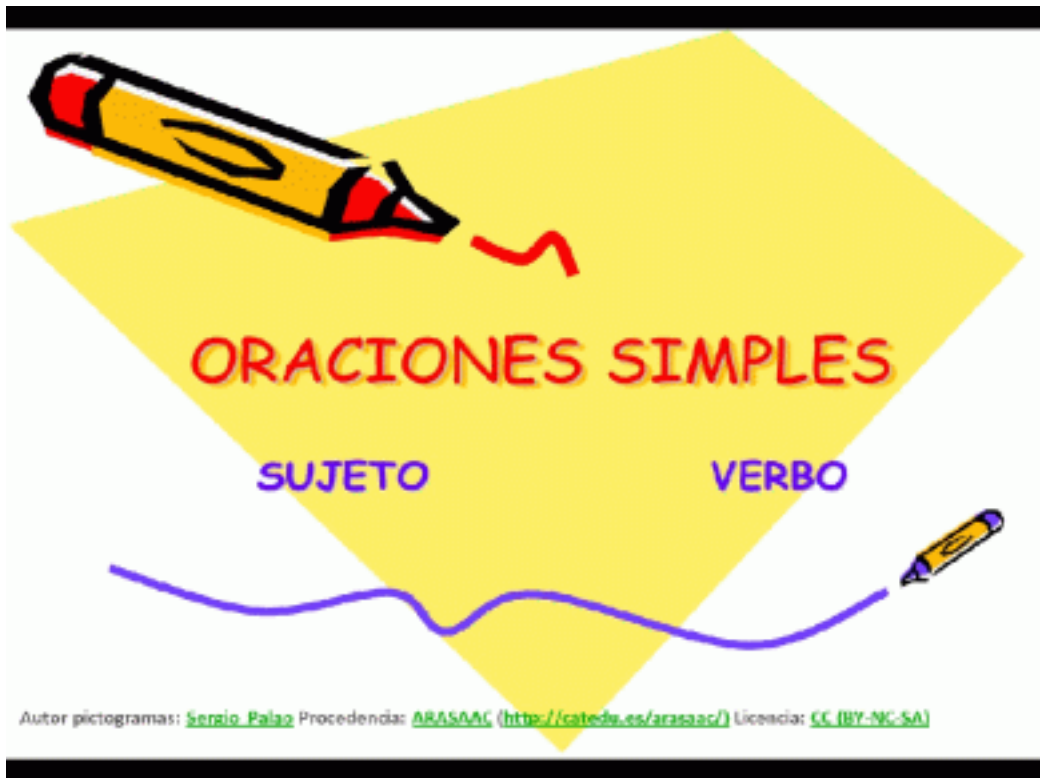 ORACIONES SIMPLES
SUJETO VERBO
Autor pictogramas: Sergio Palao Procedencia: ARASAAC (http://catedu.es/arasaac/) Licencia: CC (BY-NC-SA)